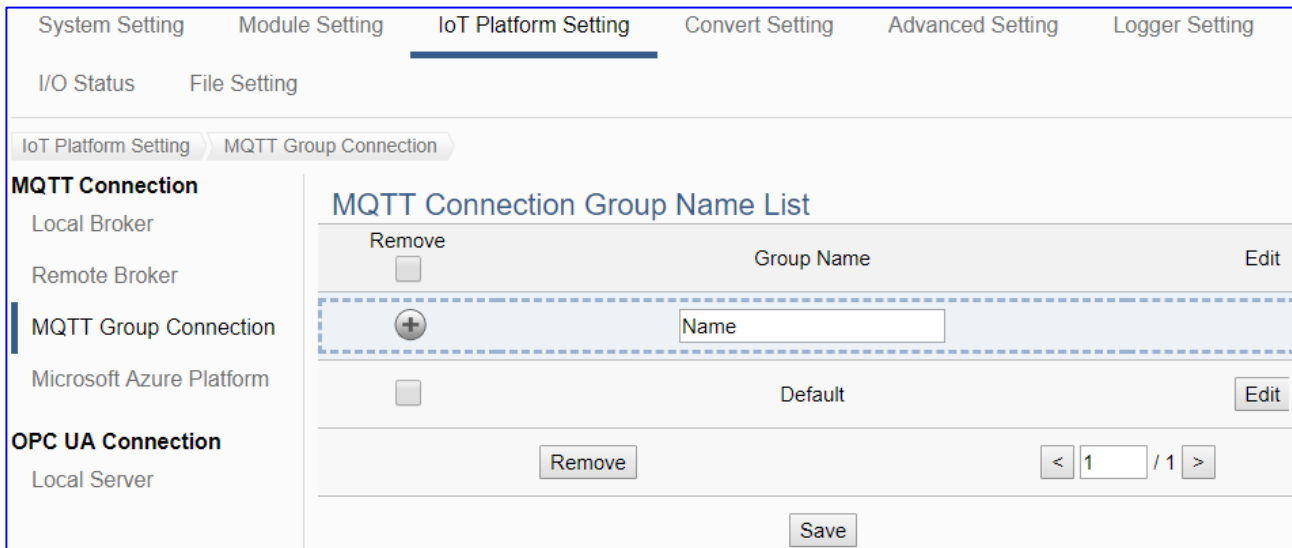 System Setting Module Setting IoT Platform Setting Convert Setting Advanced Setting Logger Setting
I/O Status File Setting
IoT Platform Setting MQTT Group Connection
MQTT Connection
Local Broker
Remote Broker
MQTT Group Connection
Microsoft Azure Platform
OPC UA Connection
Local Server
MQTT Connection Group Name List
Remove Group Name Edit
Name
Default Edit
Remove < 1 / 1 >
Save